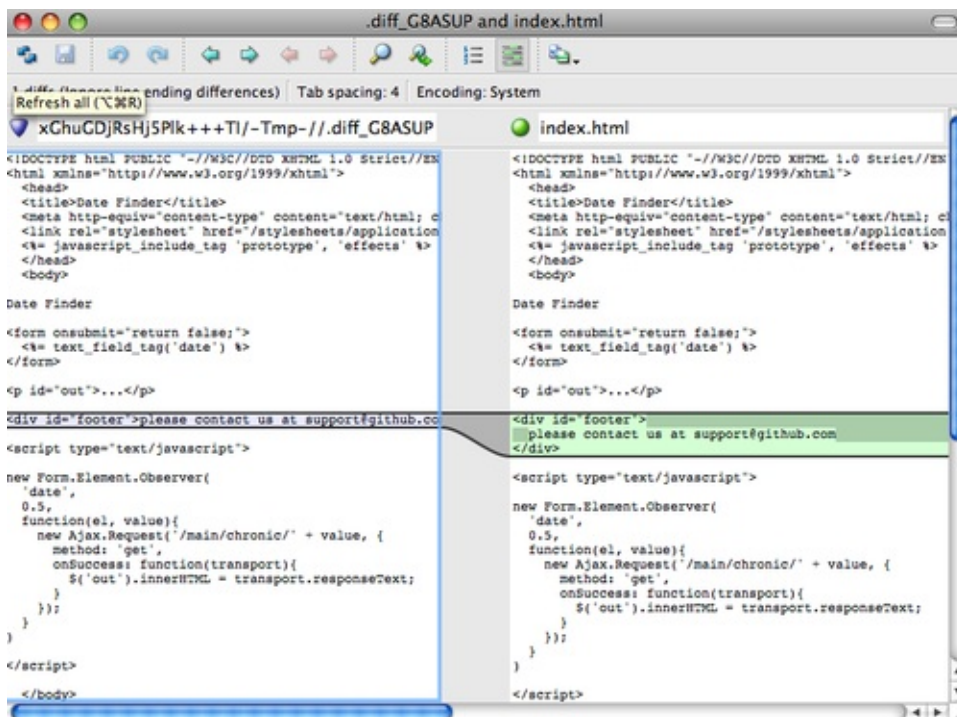 .diff_G8ASUP and index.html
1 diffs (Ignore line ending differences) Tab spacing: 4 Encoding: System
Refresh all (⌥⌘R)
xGhuGDjRsHj5Plk+++TI/-Tmp-//.diff_G8ASUP
<!DOCTYPE html PUBLIC "-//W3C//DTD XHTML 1.0 Strict//EN
<html xmlns="http://www.w3.org/1999/xhtml">
<head>
<title>Date Finder</title>
<meta http-equiv="content-type" content="text/html; c
<link rel="stylesheet" href="/stylesheets/application
<%= javascript_include_tag 'prototype', 'effects' %>
</head>
<body>
Date Finder
<form onsubmit="return false;">
<%= text_field_tag('date') %>
</form>
<p id="out">...</p>
<div id="footer">please contact us at support@github.co
<script type="text/javascript">
new Form.Element.Observer(
'date',
0.5,
function(el, value){
new Ajax.Request('/main/chronic/' + value, {
method: 'get',
onSuccess: function(transport){
$('out').innerHTML = transport.responseText;
}
});
}
)
</script>
</body>
index.html
<!DOCTYPE html PUBLIC "-//W3C//DTD XHTML 1.0 Strict//EN
<html xmlns="http://www.w3.org/1999/xhtml">
<head>
<title>Date Finder</title>
<meta http-equiv="content-type" content="text/html; c
<link rel="stylesheet" href="/stylesheets/application
<%= javascript_include_tag 'prototype', 'effects' %>
</head>
<body>
Date Finder
<form onsubmit="return false;">
<%= text_field_tag('date') %>
</form>
<p id="out">...</p>
<div id="footer">
please contact us at support@github.com
</div>
<script type="text/javascript">
new Form.Element.Observer(
'date',
0.5,
function(el, value){
new Ajax.Request('/main/chronic/' + value, {
method: 'get',
onSuccess: function(transport){
$('out').innerHTML = transport.responseText;
}
});
}
)
</script>